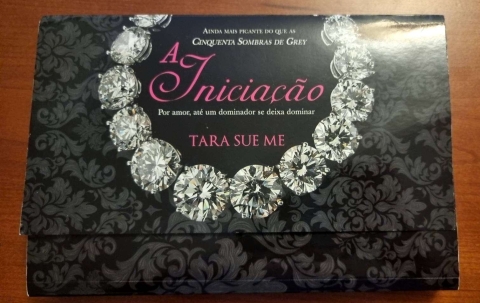 AINDA MAIS PICANTE DO QUE AS
CINQUENTA SOMBRAS DE GREY
A
Iniciação
Por amor, até um dominador se deixa dominar
TARA SUE ME